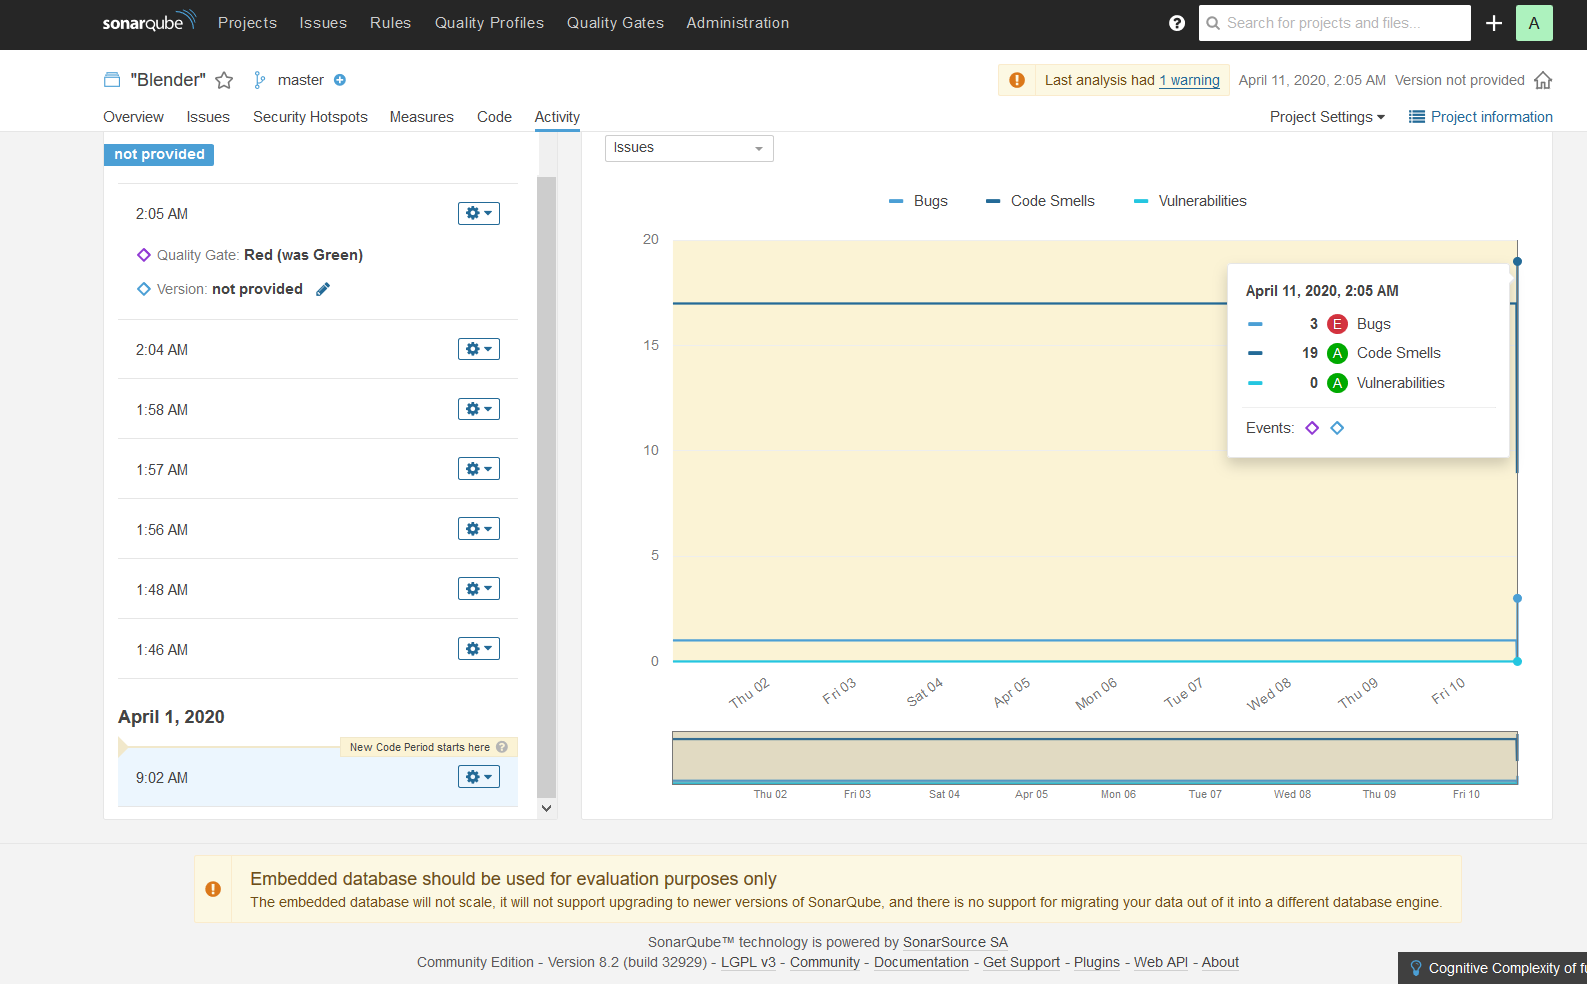 sonarqube Projects Issues Rules Quality Profiles Quality Gates Administration ? Search for projects and files... + A
"Blender" master ! Last analysis had 1 warning April 11, 2020, 2:05 AM Version not provided
Overview Issues Security Hotspots Measures Code Activity Project Settings Project information
not provided
2:05 AM
Quality Gate: Red (was Green)
Version: not provided
2:04 AM
1:58 AM
1:57 AM
1:56 AM
1:48 AM
1:46 AM
April 1, 2020
New Code Period starts here ?
9:02 AM
Issues
Bugs Code Smells Vulnerabilities
20
15
10
5
0
April 11, 2020, 2:05 AM
3 E Bugs
19 A Code Smells
0 A Vulnerabilities
Events:
Thu 02 Fri 03 Sat 04 Apr 05 Mon 06 Tue 07 Wed 08 Thu 09 Fri 10
Thu 02 Fri 03 Sat 04 Apr 05 Mon 06 Tue 07 Wed 08 Thu 09 Fri 10
! Embedded database should be used for evaluation purposes only
The embedded database will not scale, it will not support upgrading to newer versions of SonarQube, and there is no support for migrating your data out of it into a different database engine.
SonarQube™ technology is powered by SonarSource SA
Community Edition - Version 8.2 (build 32929) - LGPL v3 - Community - Documentation - Get Support - Plugins - Web API - About
Cognitive Complexity of fu